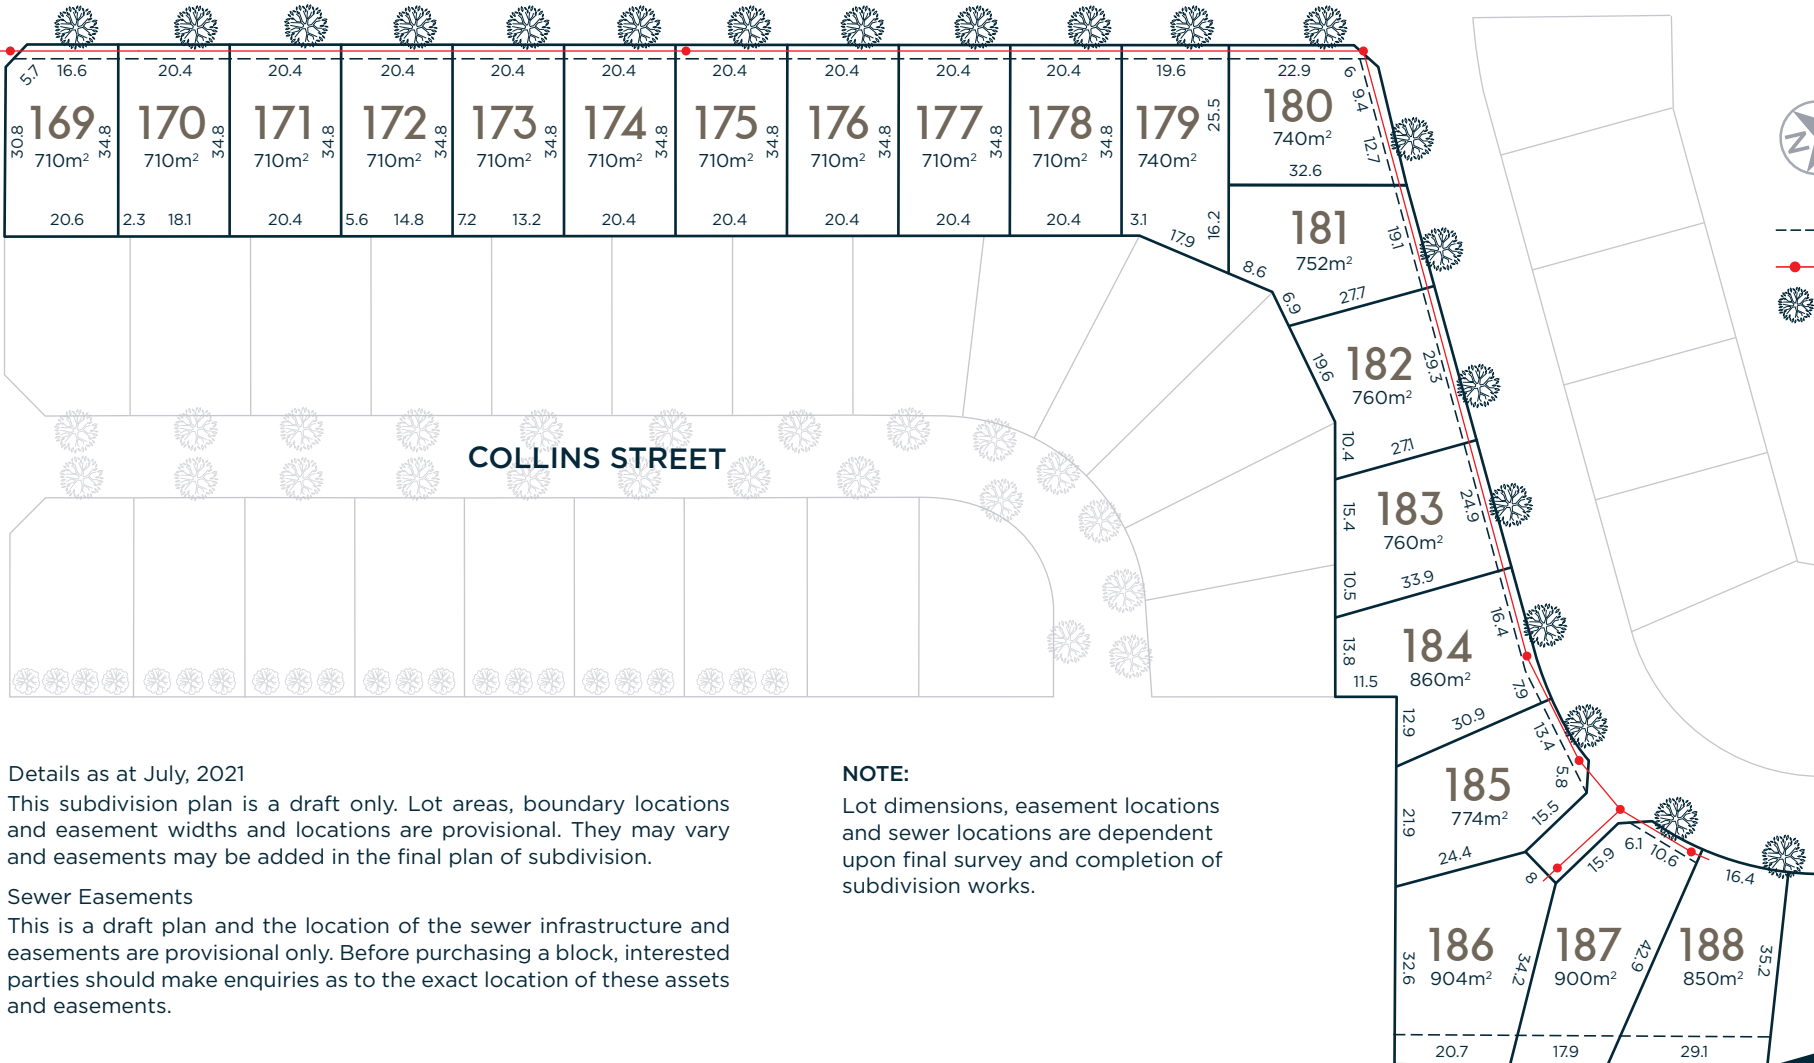 5.7 16.6 20.4 20.4 20.4 20.4 20.4 20.4 20.4 20.4 20.4 19.6 22.9 6
30.8 169 34.8 170 34.8 171 34.8 172 34.8 173 34.8 174 34.8 175 34.8 176 34.8 177 34.8 178 34.8 179 25.5 180 9.4
710m² 710m² 710m² 710m² 710m² 710m² 710m² 710m² 710m² 710m² 740m² 740m² 12.7
32.6
20.6 2.3 18.1 20.4 5.6 14.8 7.2 13.2 20.4 20.4 20.4 20.4 20.4 3.1 17.9 16.2
N
181
752m²
19.1
8.6
6.9
27.7
182
760m²
19.6
29.3
10.4
27.1
COLLINS STREET
183
760m²
15.4
24.9
10.5
33.9
184
860m²
16.4
13.8
11.5
7.9
12.9
30.9
13.4
185
774m²
5.8
21.9
15.5
24.4
8
15.9
6.1
10.6
16.4
186
904m²
32.6
34.2
187
900m²
42.9
188
850m²
35.2
20.7
17.9
29.1
Details as at July, 2021
This subdivision plan is a draft only. Lot areas, boundary locations
and easement widths and locations are provisional. They may vary
and easements may be added in the final plan of subdivision.
Sewer Easements
This is a draft plan and the location of the sewer infrastructure and
easements are provisional only. Before purchasing a block, interested
parties should make enquiries as to the exact location of these assets
and easements.
NOTE:
Lot dimensions, easement locations
and sewer locations are dependent
upon final survey and completion of
subdivision works.